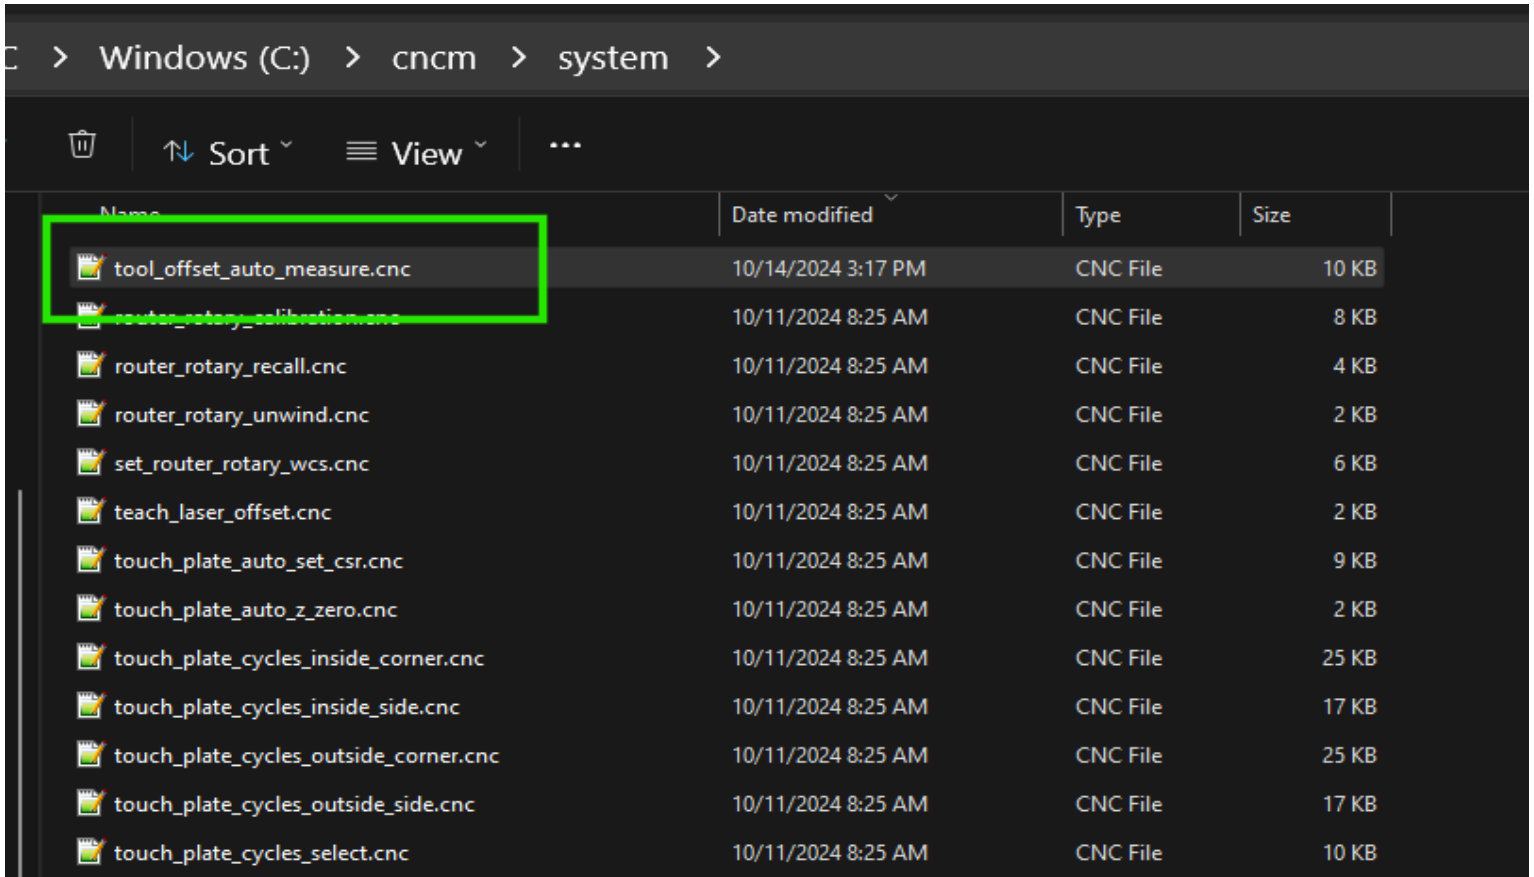 C > Windows (C:) > cncm > system >
Sort View ...
Name Date modified Type Size
tool_offset_auto_measure.cnc 10/14/2024 3:17 PM CNC File 10 KB
router_rotary_calibration.cnc 10/11/2024 8:25 AM CNC File 8 KB
router_rotary_recall.cnc 10/11/2024 8:25 AM CNC File 4 KB
router_rotary_unwind.cnc 10/11/2024 8:25 AM CNC File 2 KB
set_router_rotary_wcs.cnc 10/11/2024 8:25 AM CNC File 6 KB
teach_laser_offset.cnc 10/11/2024 8:25 AM CNC File 2 KB
touch_plate_auto_set_csr.cnc 10/11/2024 8:25 AM CNC File 9 KB
touch_plate_auto_z_zero.cnc 10/11/2024 8:25 AM CNC File 2 KB
touch_plate_cycles_inside_corner.cnc 10/11/2024 8:25 AM CNC File 25 KB
touch_plate_cycles_inside_side.cnc 10/11/2024 8:25 AM CNC File 17 KB
touch_plate_cycles_outside_corner.cnc 10/11/2024 8:25 AM CNC File 25 KB
touch_plate_cycles_outside_side.cnc 10/11/2024 8:25 AM CNC File 17 KB
touch_plate_cycles_select.cnc 10/11/2024 8:25 AM CNC File 10 KB